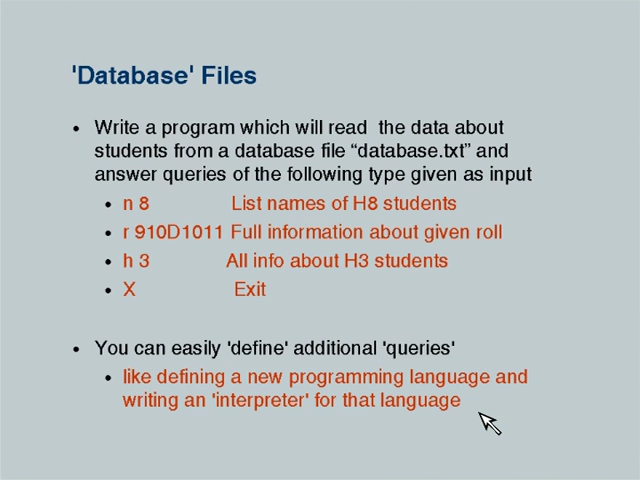 'Database' Files
• Write a program which will read the data about
students from a database file “database.txt” and
answer queries of the following type given as input
• n 8 List names of H8 students
• r 910D1011 Full information about given roll
• h 3 All info about H3 students
• X Exit
• You can easily 'define' additional 'queries'
• like defining a new programming language and
writing an 'interpreter' for that language